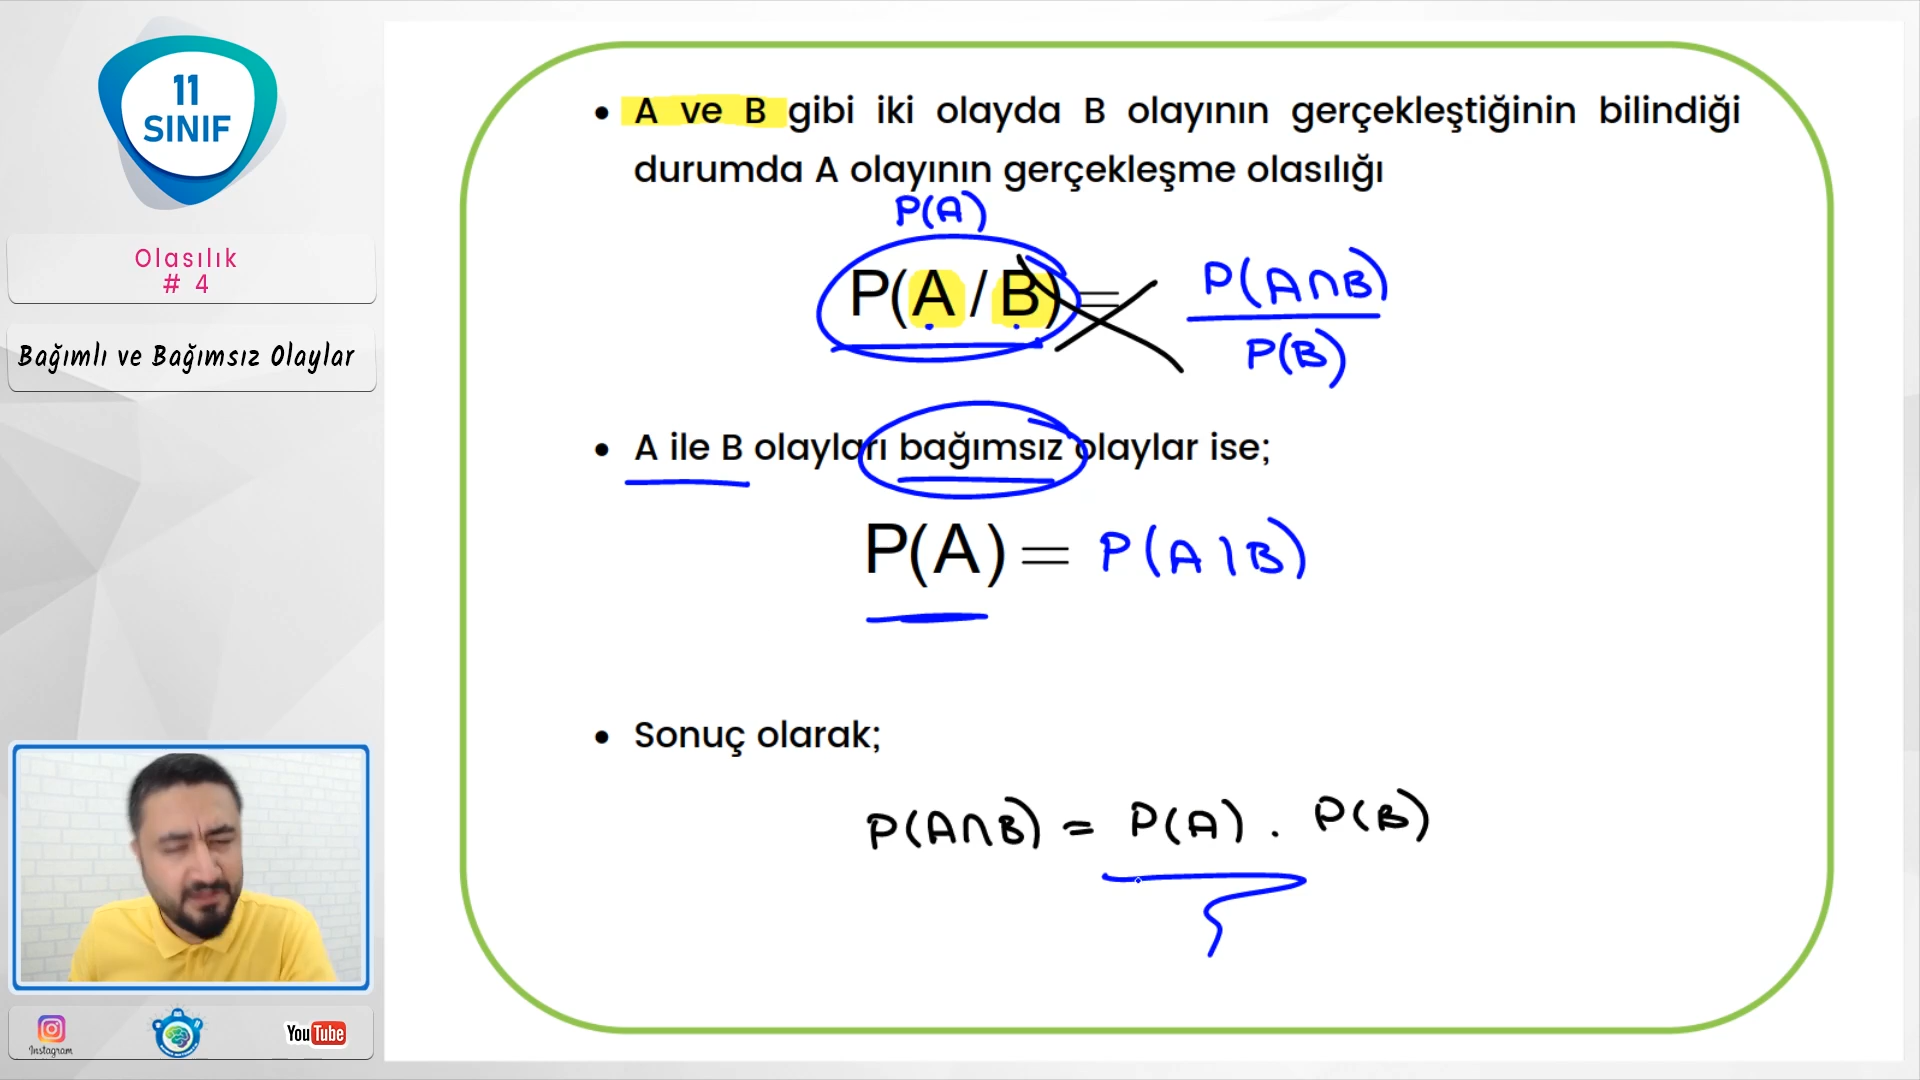 11
SINIF
Olasılık
# 4
Bağımlı ve Bağımsız Olaylar
• A ve B gibi iki olayda B olayının gerçekleştiğinin bilindiği
durumda A olayının gerçekleşme olasılığı
P(A)
P(A / B) = P(A∩B)
P(B)
• A ile B olayları bağımsız olaylar ise;
P(A) = P(A \ B)
• Sonuç olarak;
P(A∩B) = P(A) . P(B)
Instagram
YouTube